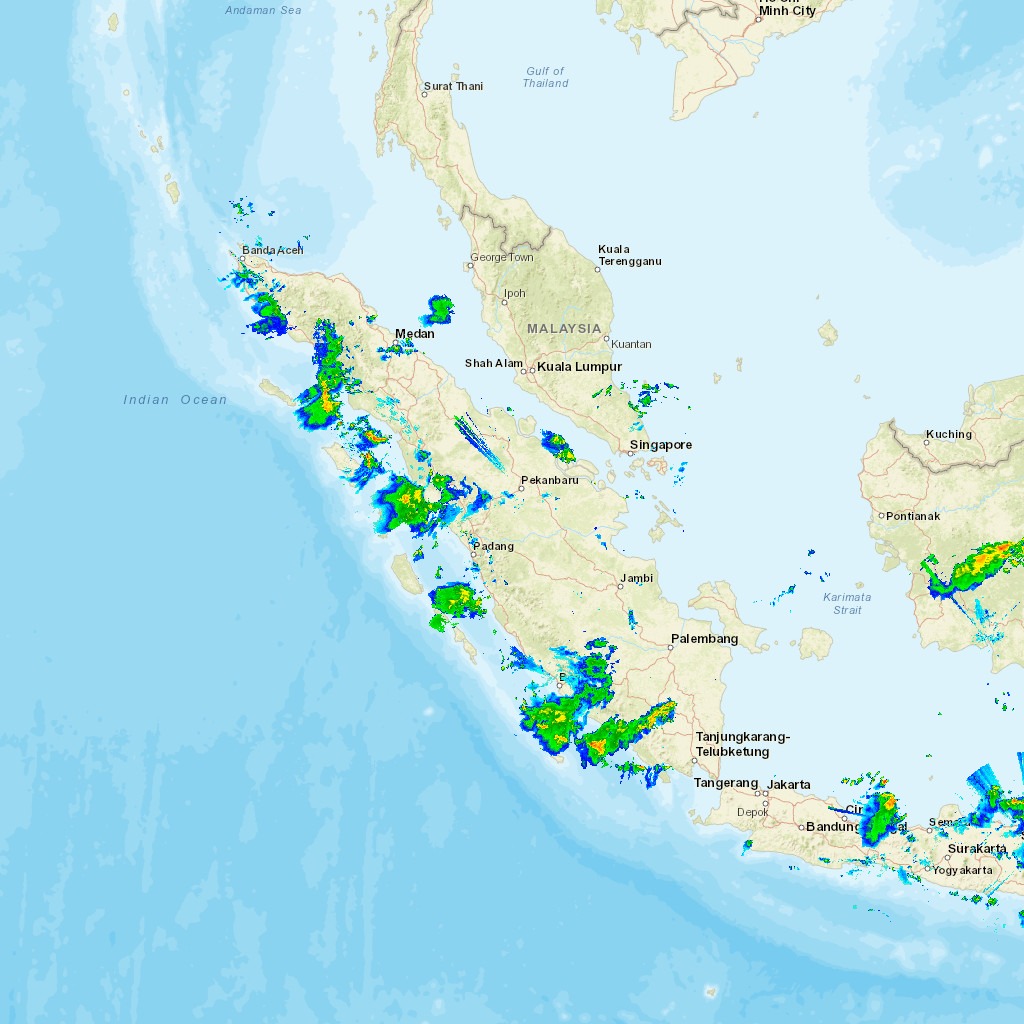 Andaman Sea
Minh City
Gulf of
Thailand
Surat Thani
Banda Aceh
George Town
Kuala
Terengganu
Ipoh
MALAYSIA
Medan
Kuantan
Shah Alam
Kuala Lumpur
Indian Ocean
Singapore
Kuching
Pekanbaru
Pontianak
Padang
Jambi
Karimata
Strait
Palembang
Tanjungkarang-
Telubketung
Tangerang
Jakarta
Depok
Bandung
Surakarta
Yogyakarta